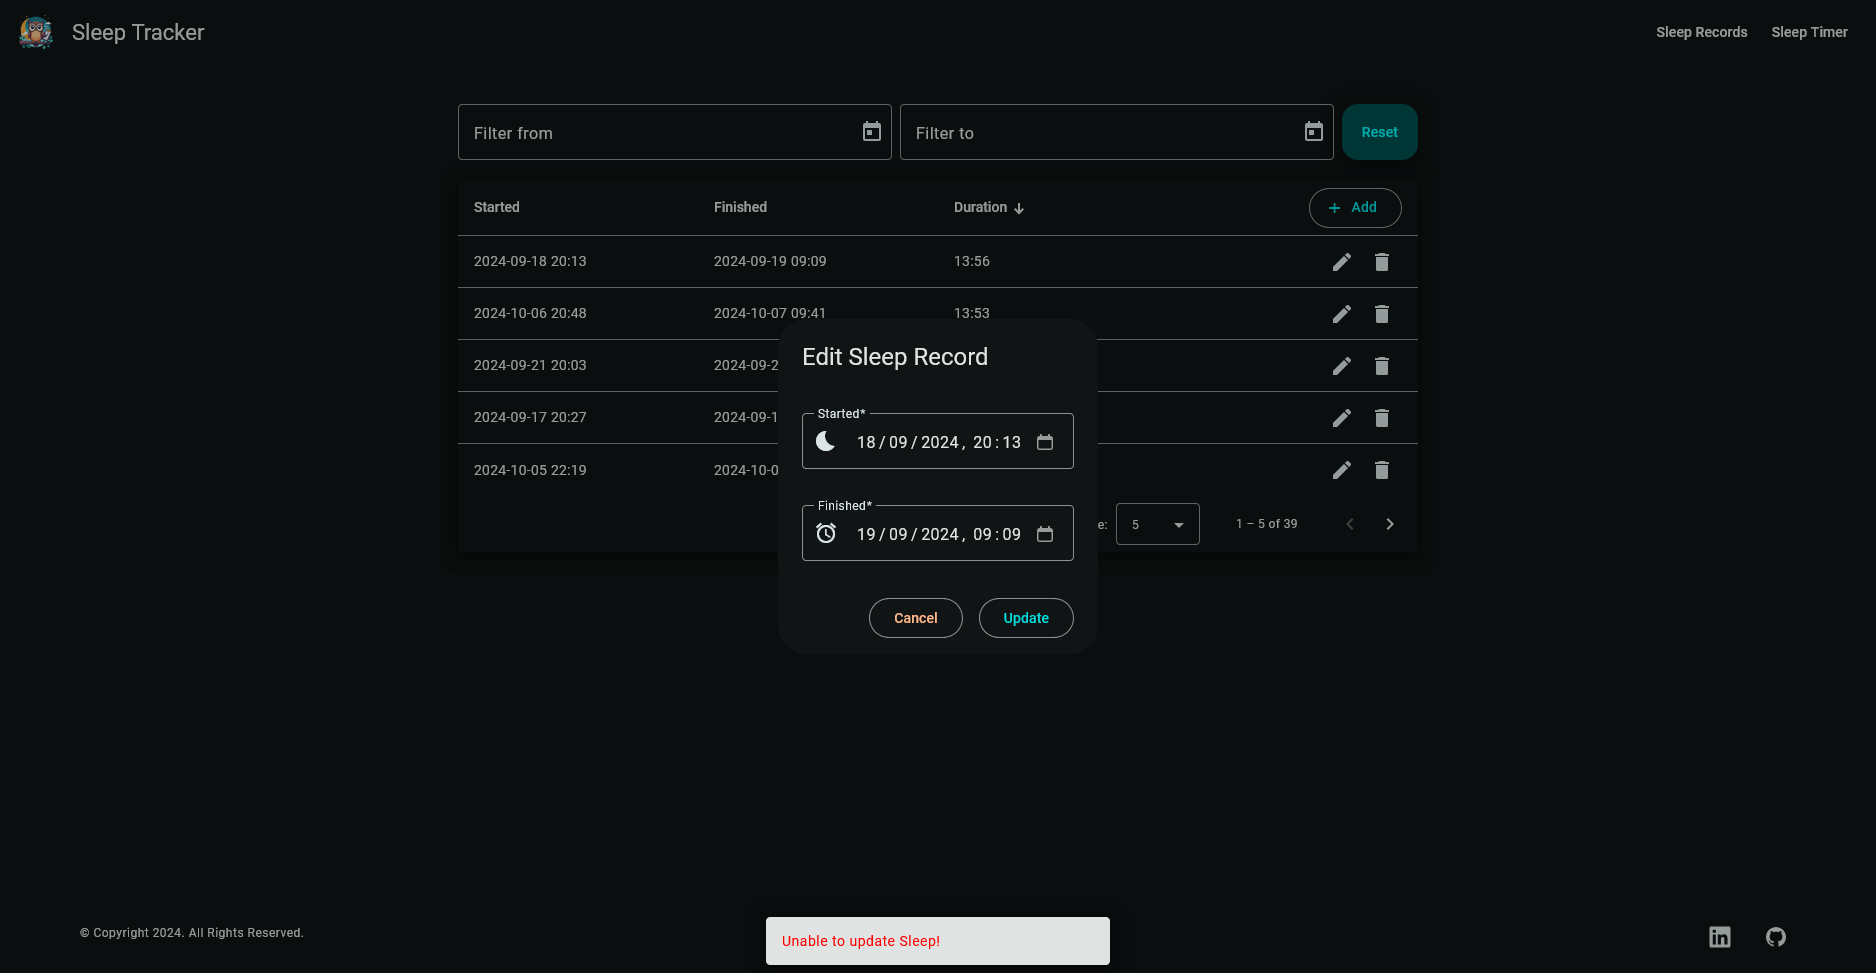 Sleep Tracker
Sleep Records
Sleep Timer
Filter from
Filter to
Reset
Started
Finished
Duration
Add
2024-09-18 20:13
2024-09-19 09:09
13:56
2024-10-06 20:48
2024-10-07 09:41
13:53
2024-09-21 20:03
2024-09-2
2024-09-17 20:27
2024-09-1
2024-10-05 22:19
2024-10-0
e:
5
1 – 5 of 39
Edit Sleep Record
Started*
18/09/2024, 20:13
Finished*
19/09/2024, 09:09
Cancel
Update
© Copyright 2024. All Rights Reserved.
Unable to update Sleep!